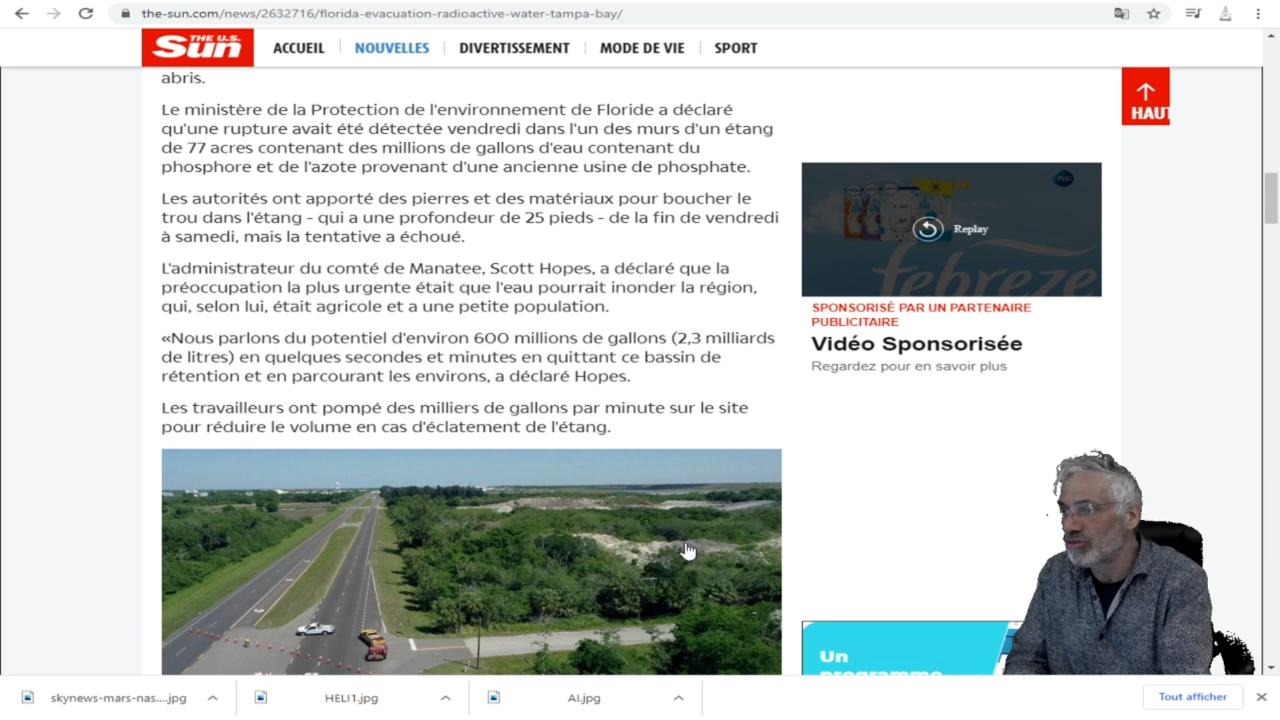 the-sun.com/news/2632716/florida-evacuation-radioactive-water-tampa-bay/
THE U.S.
Sun
ACCUEIL
NOUVELLES
DIVERTISSEMENT
MODE DE VIE
SPORT
HAUT
abris.
Le ministère de la Protection de l'environnement de Floride a déclaré
qu'une rupture avait été détectée vendredi dans l'un des murs d'un étang
de 77 acres contenant des millions de gallons d'eau contenant du
phosphore et de l'azote provenant d'une ancienne usine de phosphate.
Les autorités ont apporté des pierres et des matériaux pour boucher le
trou dans l'étang - qui a une profondeur de 25 pieds - de la fin de vendredi
à samedi, mais la tentative a échoué.
L'administrateur du comté de Manatee, Scott Hopes, a déclaré que la
préoccupation la plus urgente était que l'eau pourrait inonder la région,
qui, selon lui, était agricole et a une petite population.
«Nous parlons du potentiel d'environ 600 millions de gallons (2,3 milliards
de litres) en quelques secondes et minutes en quittant ce bassin de
rétention et en parcourant les environs, a déclaré Hopes.
Les travailleurs ont pompé des milliers de gallons par minute sur le site
pour réduire le volume en cas d'éclatement de l'étang.
P&G
Replay
febreze
SPONSORISÉ PAR UN PARTENAIRE
PUBLICITAIRE
Vidéo Sponsorisée
Regardez pour en savoir plus
Un
programme
skynews-mars-nas....jpg
HELI1.jpg
AI.jpg
Tout afficher